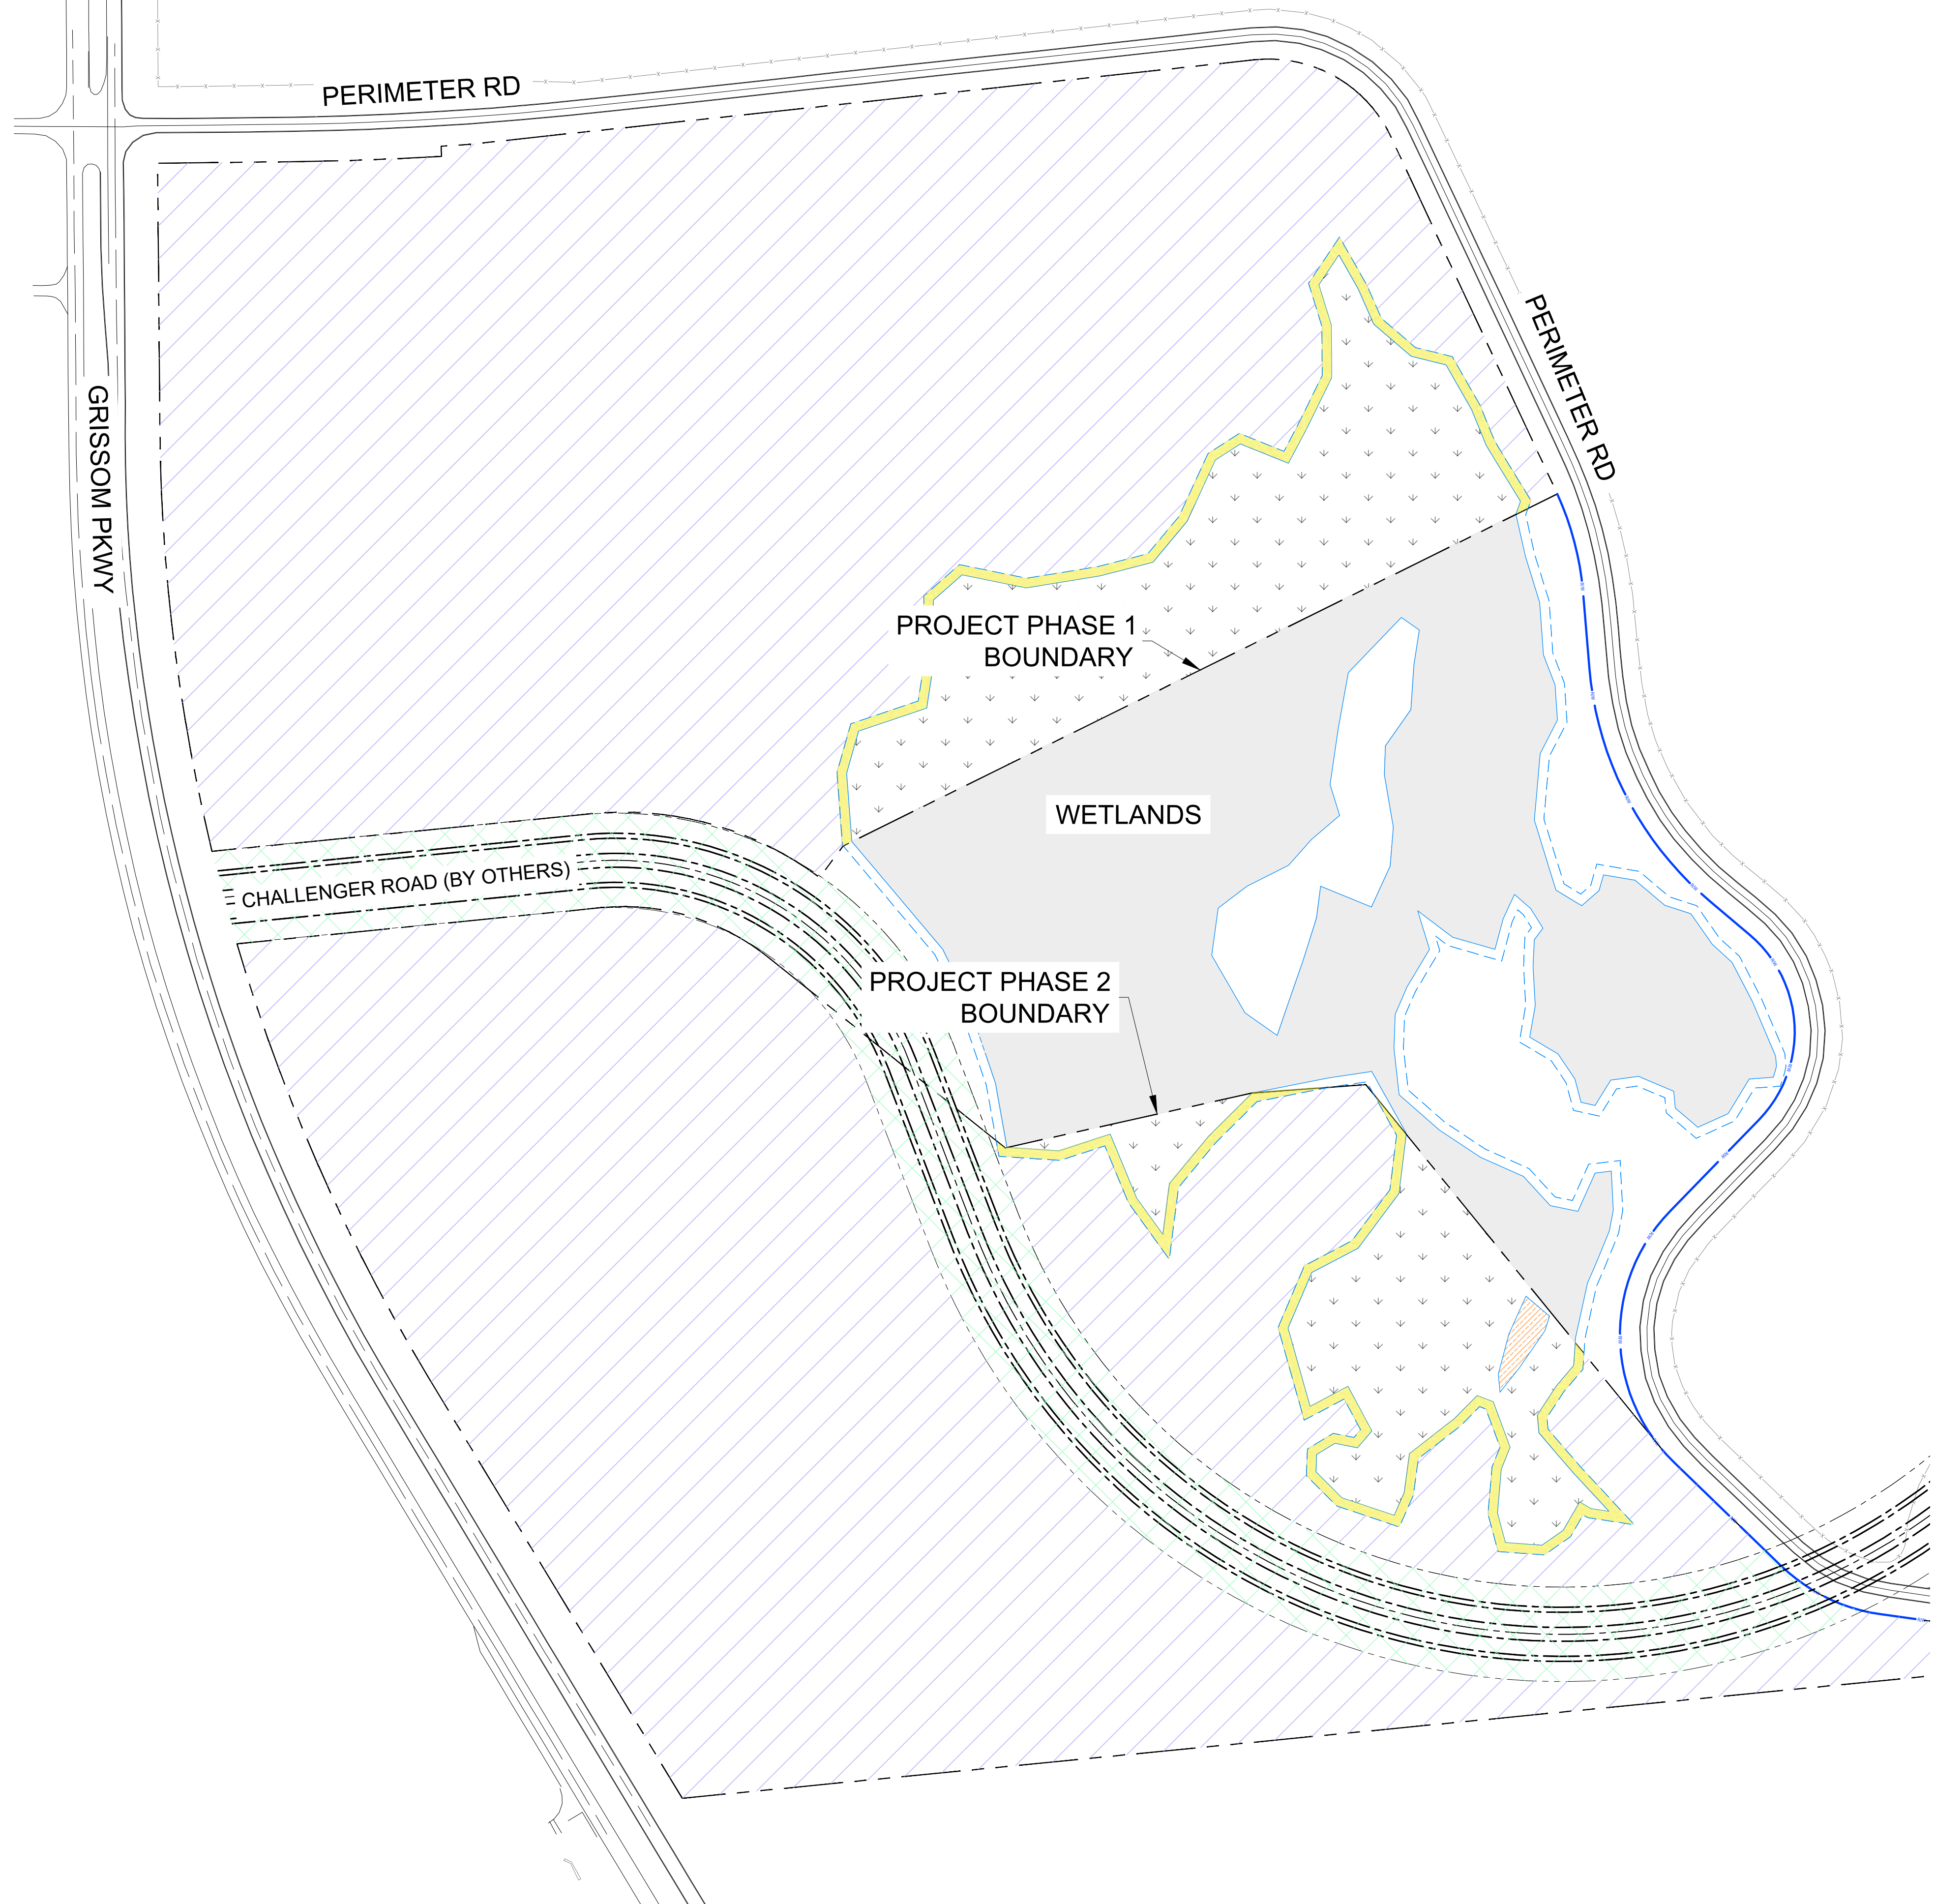 PERIMETER RD
PERIMETER RD
GRISSOM PKWY
PROJECT PHASE 1
BOUNDARY
WETLANDS
CHALLENGER ROAD (BY OTHERS)
PROJECT PHASE 2
BOUNDARY